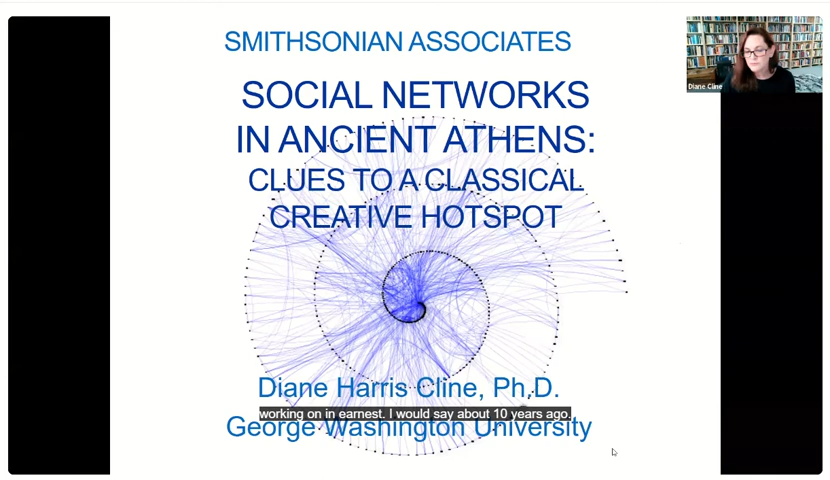 SMITHSONIAN ASSOCIATES
SOCIAL NETWORKS
IN ANCIENT ATHENS:
CLUES TO A CLASSICAL
CREATIVE HOTSPOT
Diane Cline
Diane Harris Cline, Ph.D.
working on in earnest. I would say about 10 years ago.
George Washington University